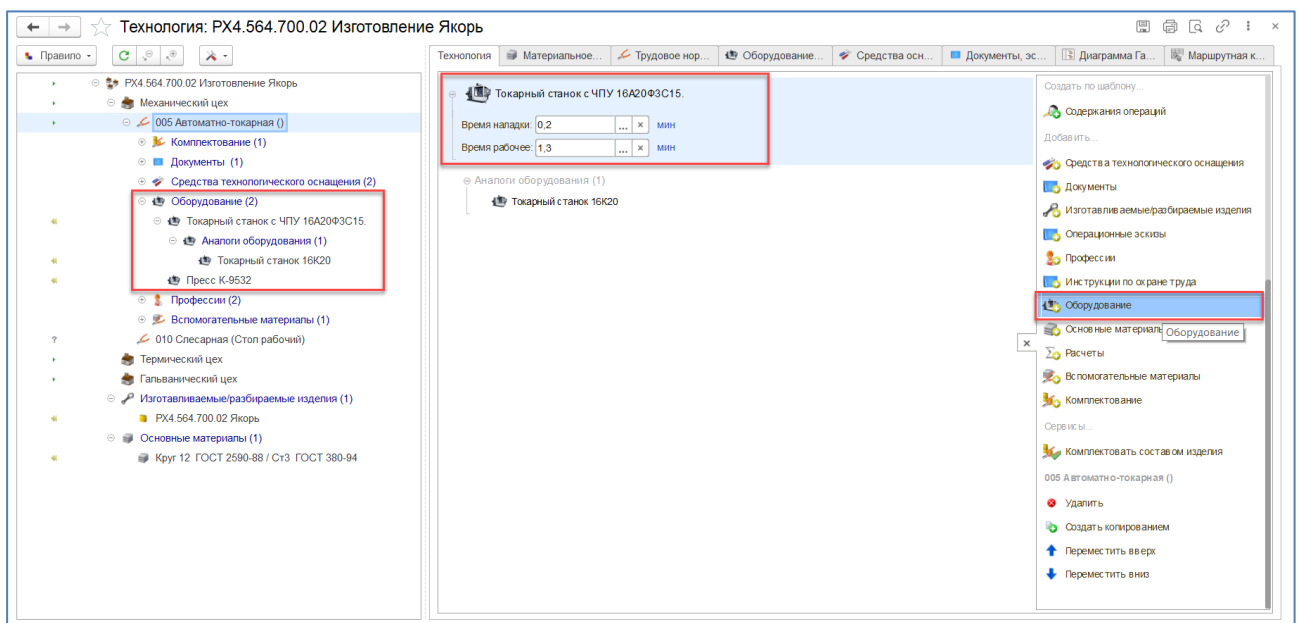 Технология: РХ4.564.700.02 Изготовление Якорь
Правило
РХ4.564.700.02 Изготовление Якорь
Механический цех
005 Автоматно-токарная ()
Комплектование (1)
Документы (1)
Средства технологического оснащения (2)
Оборудование (2)
Токарный станок с ЧПУ 16А20Ф3С15.
Аналоги оборудования (1)
Токарный станок 16К20
Пресс К-9532
Профессии (2)
Вспомогательные материалы (1)
? 010 Слесарная (Стол рабочий)
Термический цех
Гальванический цех
Изготавливаемые/разбираемые изделия (1)
РХ4.564.700.02 Якорь
Основные материалы (1)
Круг 12 ГОСТ 2590-88 / Ст3 ГОСТ 380-94
Технология Материальное... Трудовое нор... Оборудование... Средства осн... Документы, эс... Диаграмма Га... Маршрутная к...
Токарный станок с ЧПУ 16А20Ф3С15.
Время наладки: 0,2 ... × мин
Время рабочее: 1,3 ... × мин
Аналоги оборудования (1)
Токарный станок 16К20
Создать по шаблону...
Содержания операций
Добавить...
Средства технологического оснащения
Документы
Изготавливаемые/разбираемые изделия
Операционные эскизы
Профессии
Инструкции по охране труда
Оборудование
Основные материал
Оборудование
Расчеты
Вспомогательные материалы
Комплектование
Сервисы...
Комплектовать составом изделия
005 Автоматно-токарная ()
Удалить
Создать копированием
Переместить вверх
Переместить вниз